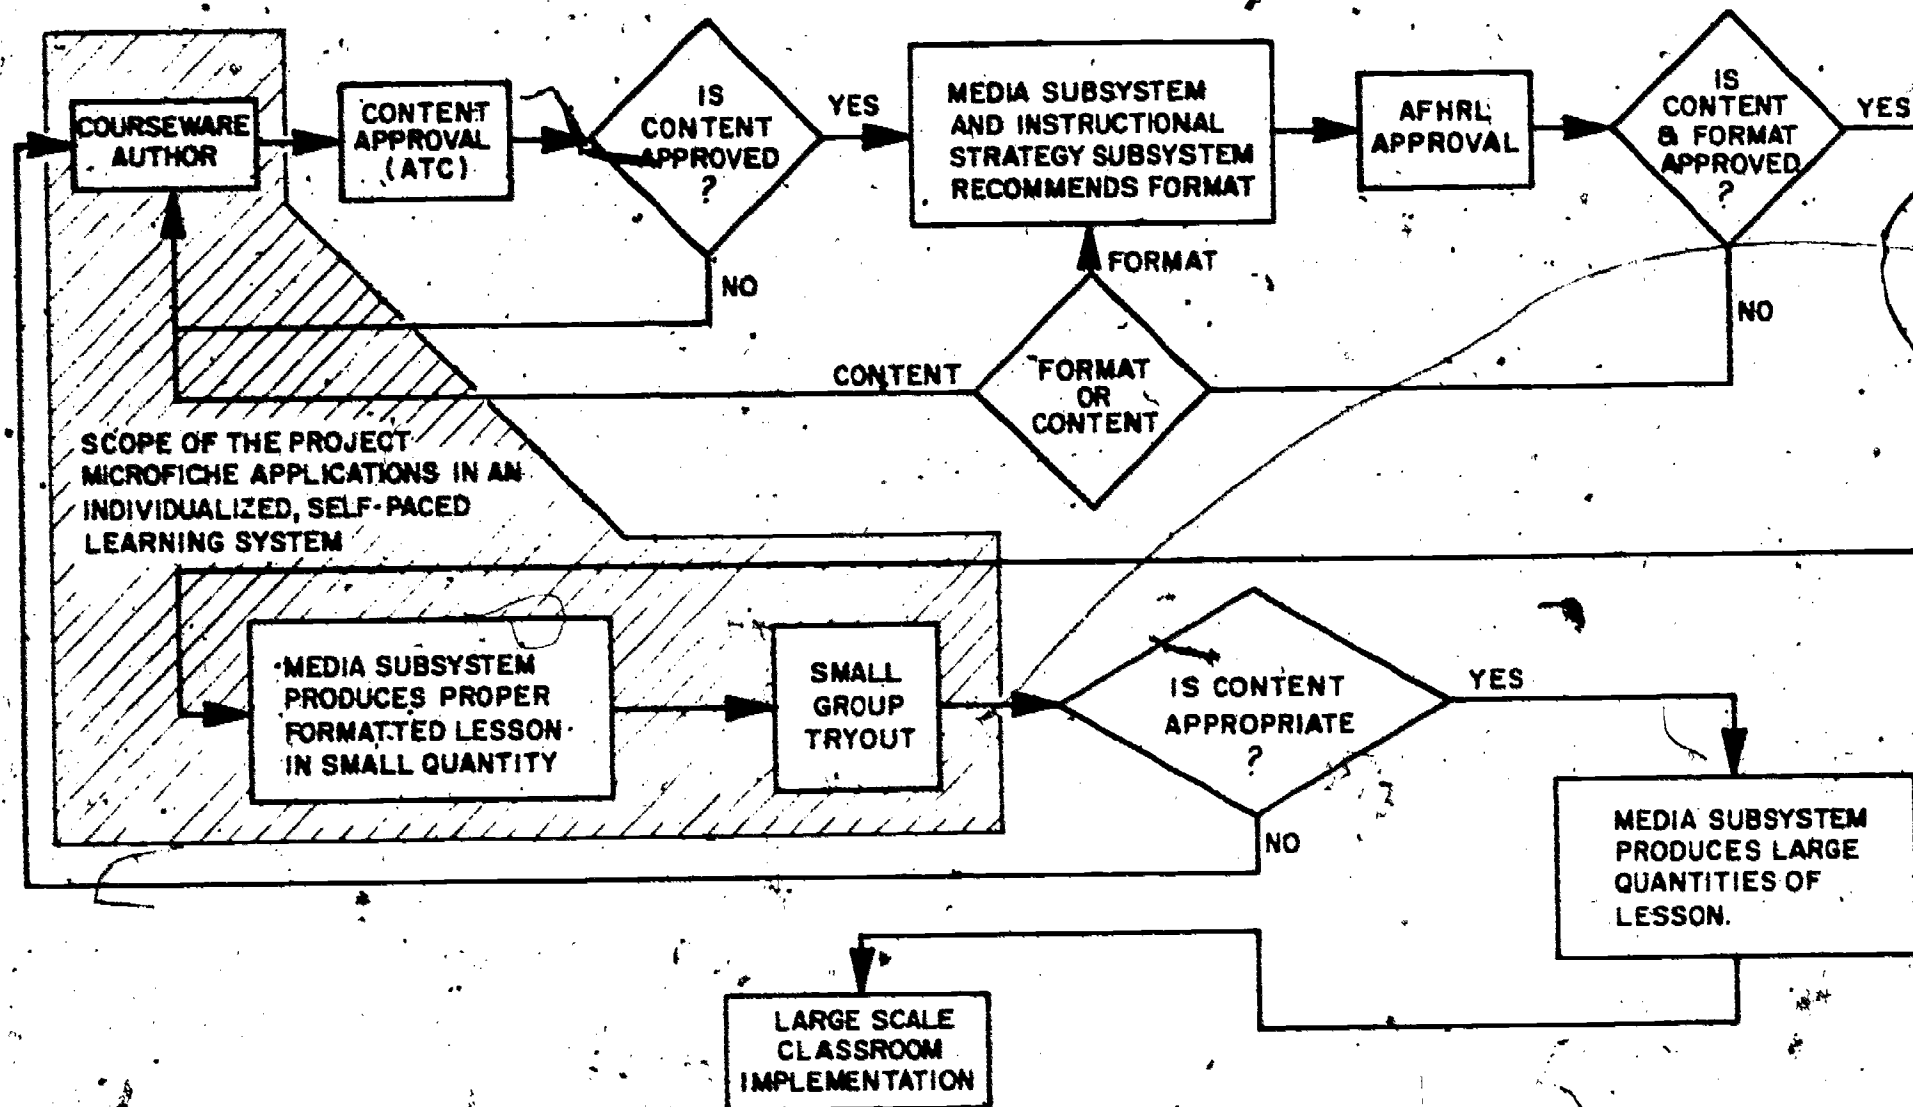 COURSEWARE
AUTHOR
CONTENT
APPROVAL
(ATC)
IS
CONTENT
APPROVED
?
YES
NO
MEDIA SUBSYSTEM
AND INSTRUCTIONAL
STRATEGY SUBSYSTEM
RECOMMENDS FORMAT
AFHRL
APPROVAL
IS
CONTENT
& FORMAT
APPROVED
?
YES
NO
FORMAT
CONTENT
FORMAT
OR
CONTENT
SCOPE OF THE PROJECT
MICROFICHE APPLICATIONS IN AN
INDIVIDUALIZED, SELF-PACED
LEARNING SYSTEM
MEDIA SUBSYSTEM
PRODUCES PROPER
FORMATTED LESSON
IN SMALL QUANTITY
SMALL
GROUP
TRYOUT
IS CONTENT
APPROPRIATE
?
YES
NO
MEDIA SUBSYSTEM
PRODUCES LARGE
QUANTITIES OF
LESSON.
LARGE SCALE
CLASSROOM
IMPLEMENTATION